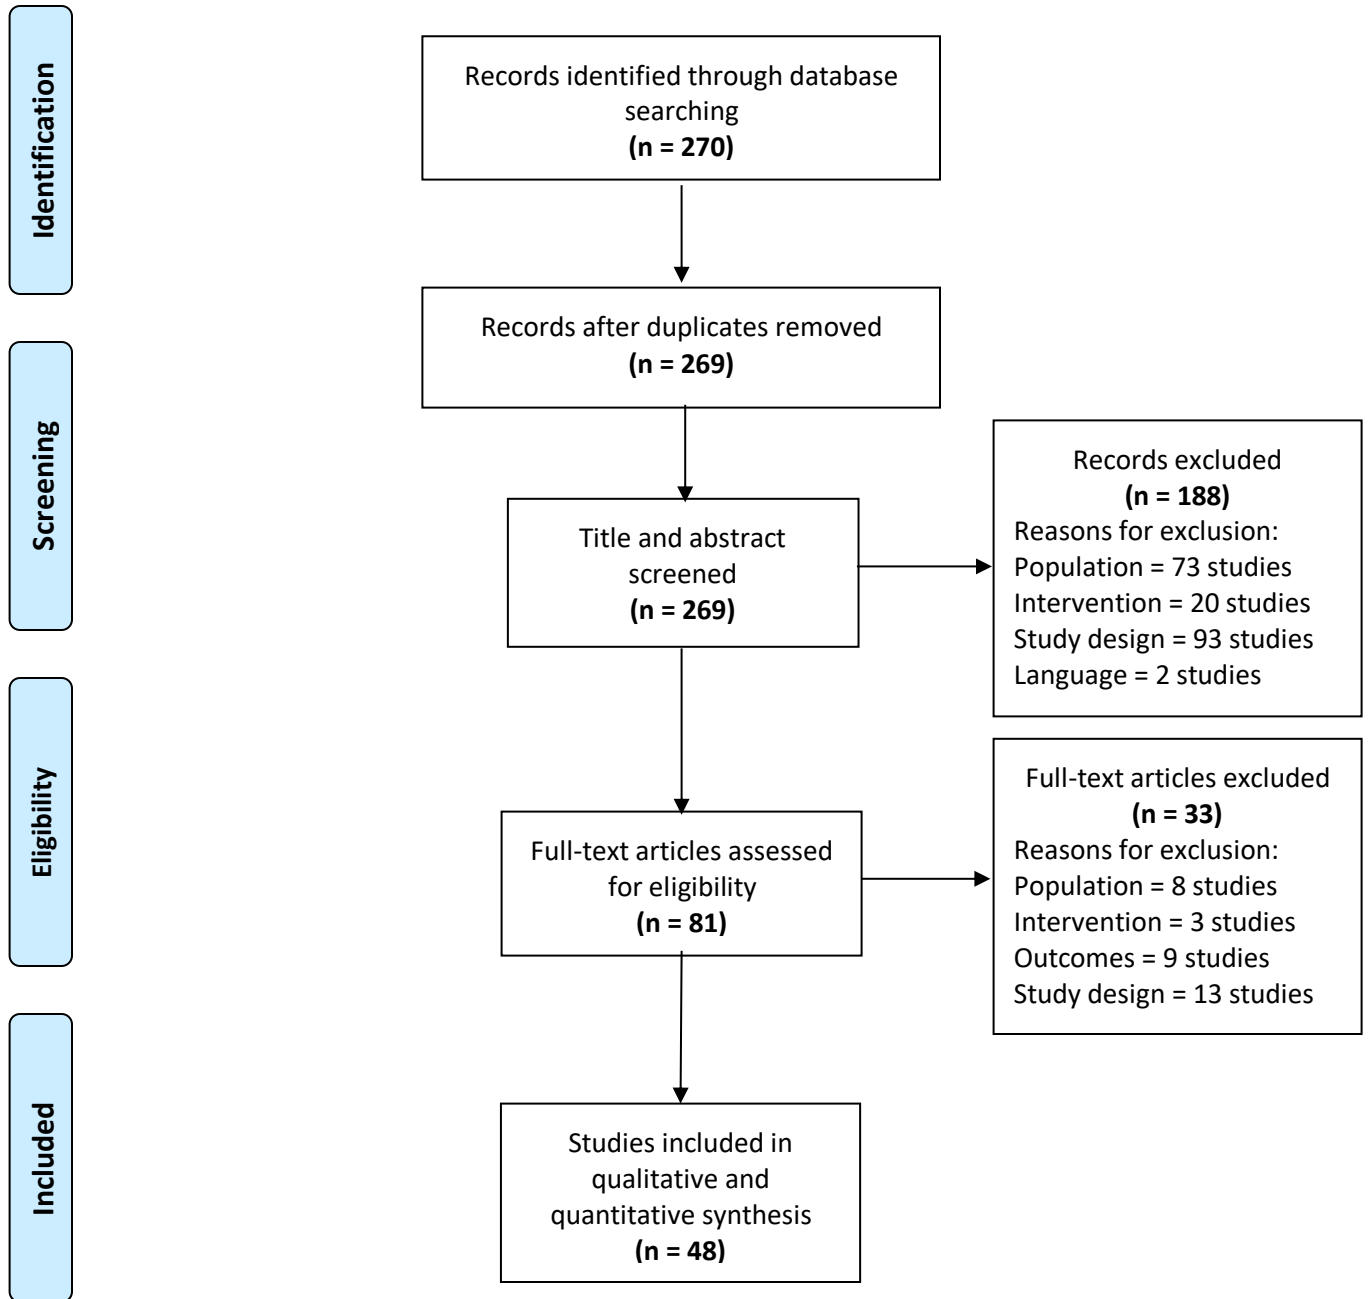 Identification
Records identified through database
searching
(n = 270)
Records after duplicates removed
(n = 269)
Screening
Title and abstract
screened
(n = 269)
Records excluded
(n = 188)
Reasons for exclusion:
Population = 73 studies
Intervention = 20 studies
Study design = 93 studies
Language = 2 studies
Eligibility
Full-text articles assessed
for eligibility
(n = 81)
Full-text articles excluded
(n = 33)
Reasons for exclusion:
Population = 8 studies
Intervention = 3 studies
Outcomes = 9 studies
Study design = 13 studies
Included
Studies included in
qualitative and
quantitative synthesis
(n = 48)